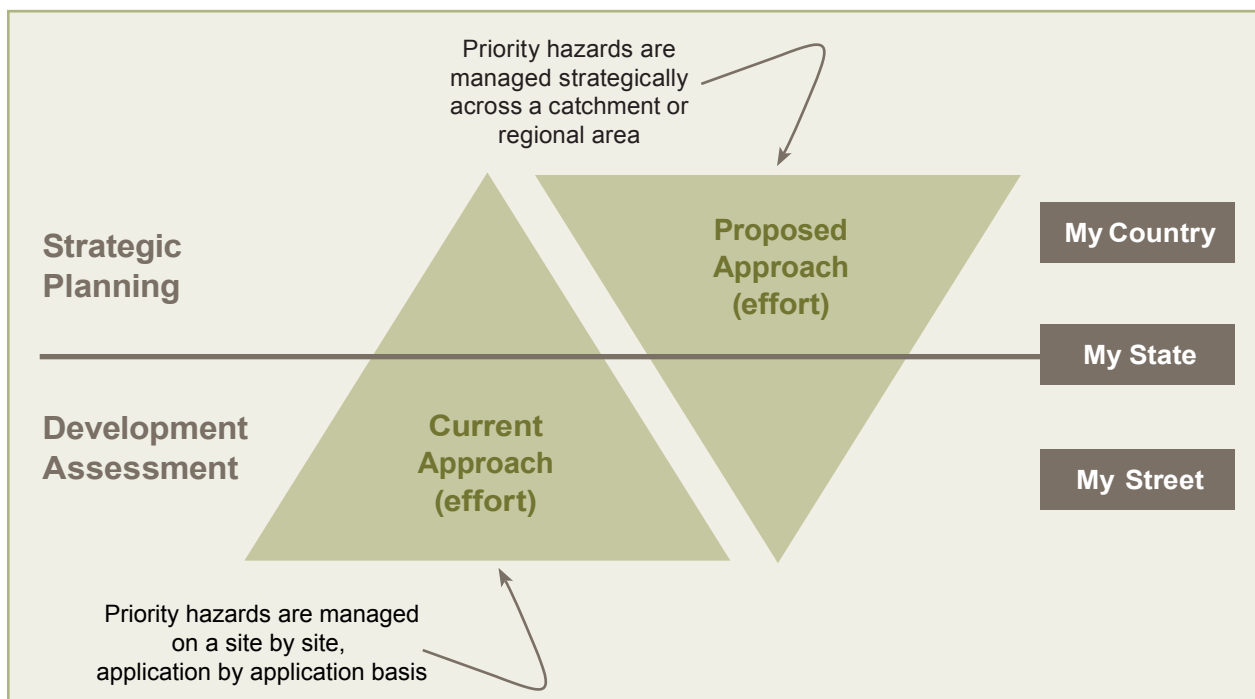 Priority hazards are
managed strategically
across a catchment or
regional area
Strategic
Planning
Proposed
Approach
(effort)
My Country
My State
Development
Assessment
Current
Approach
(effort)
My Street
Priority hazards are managed
on a site by site,
application by application basis